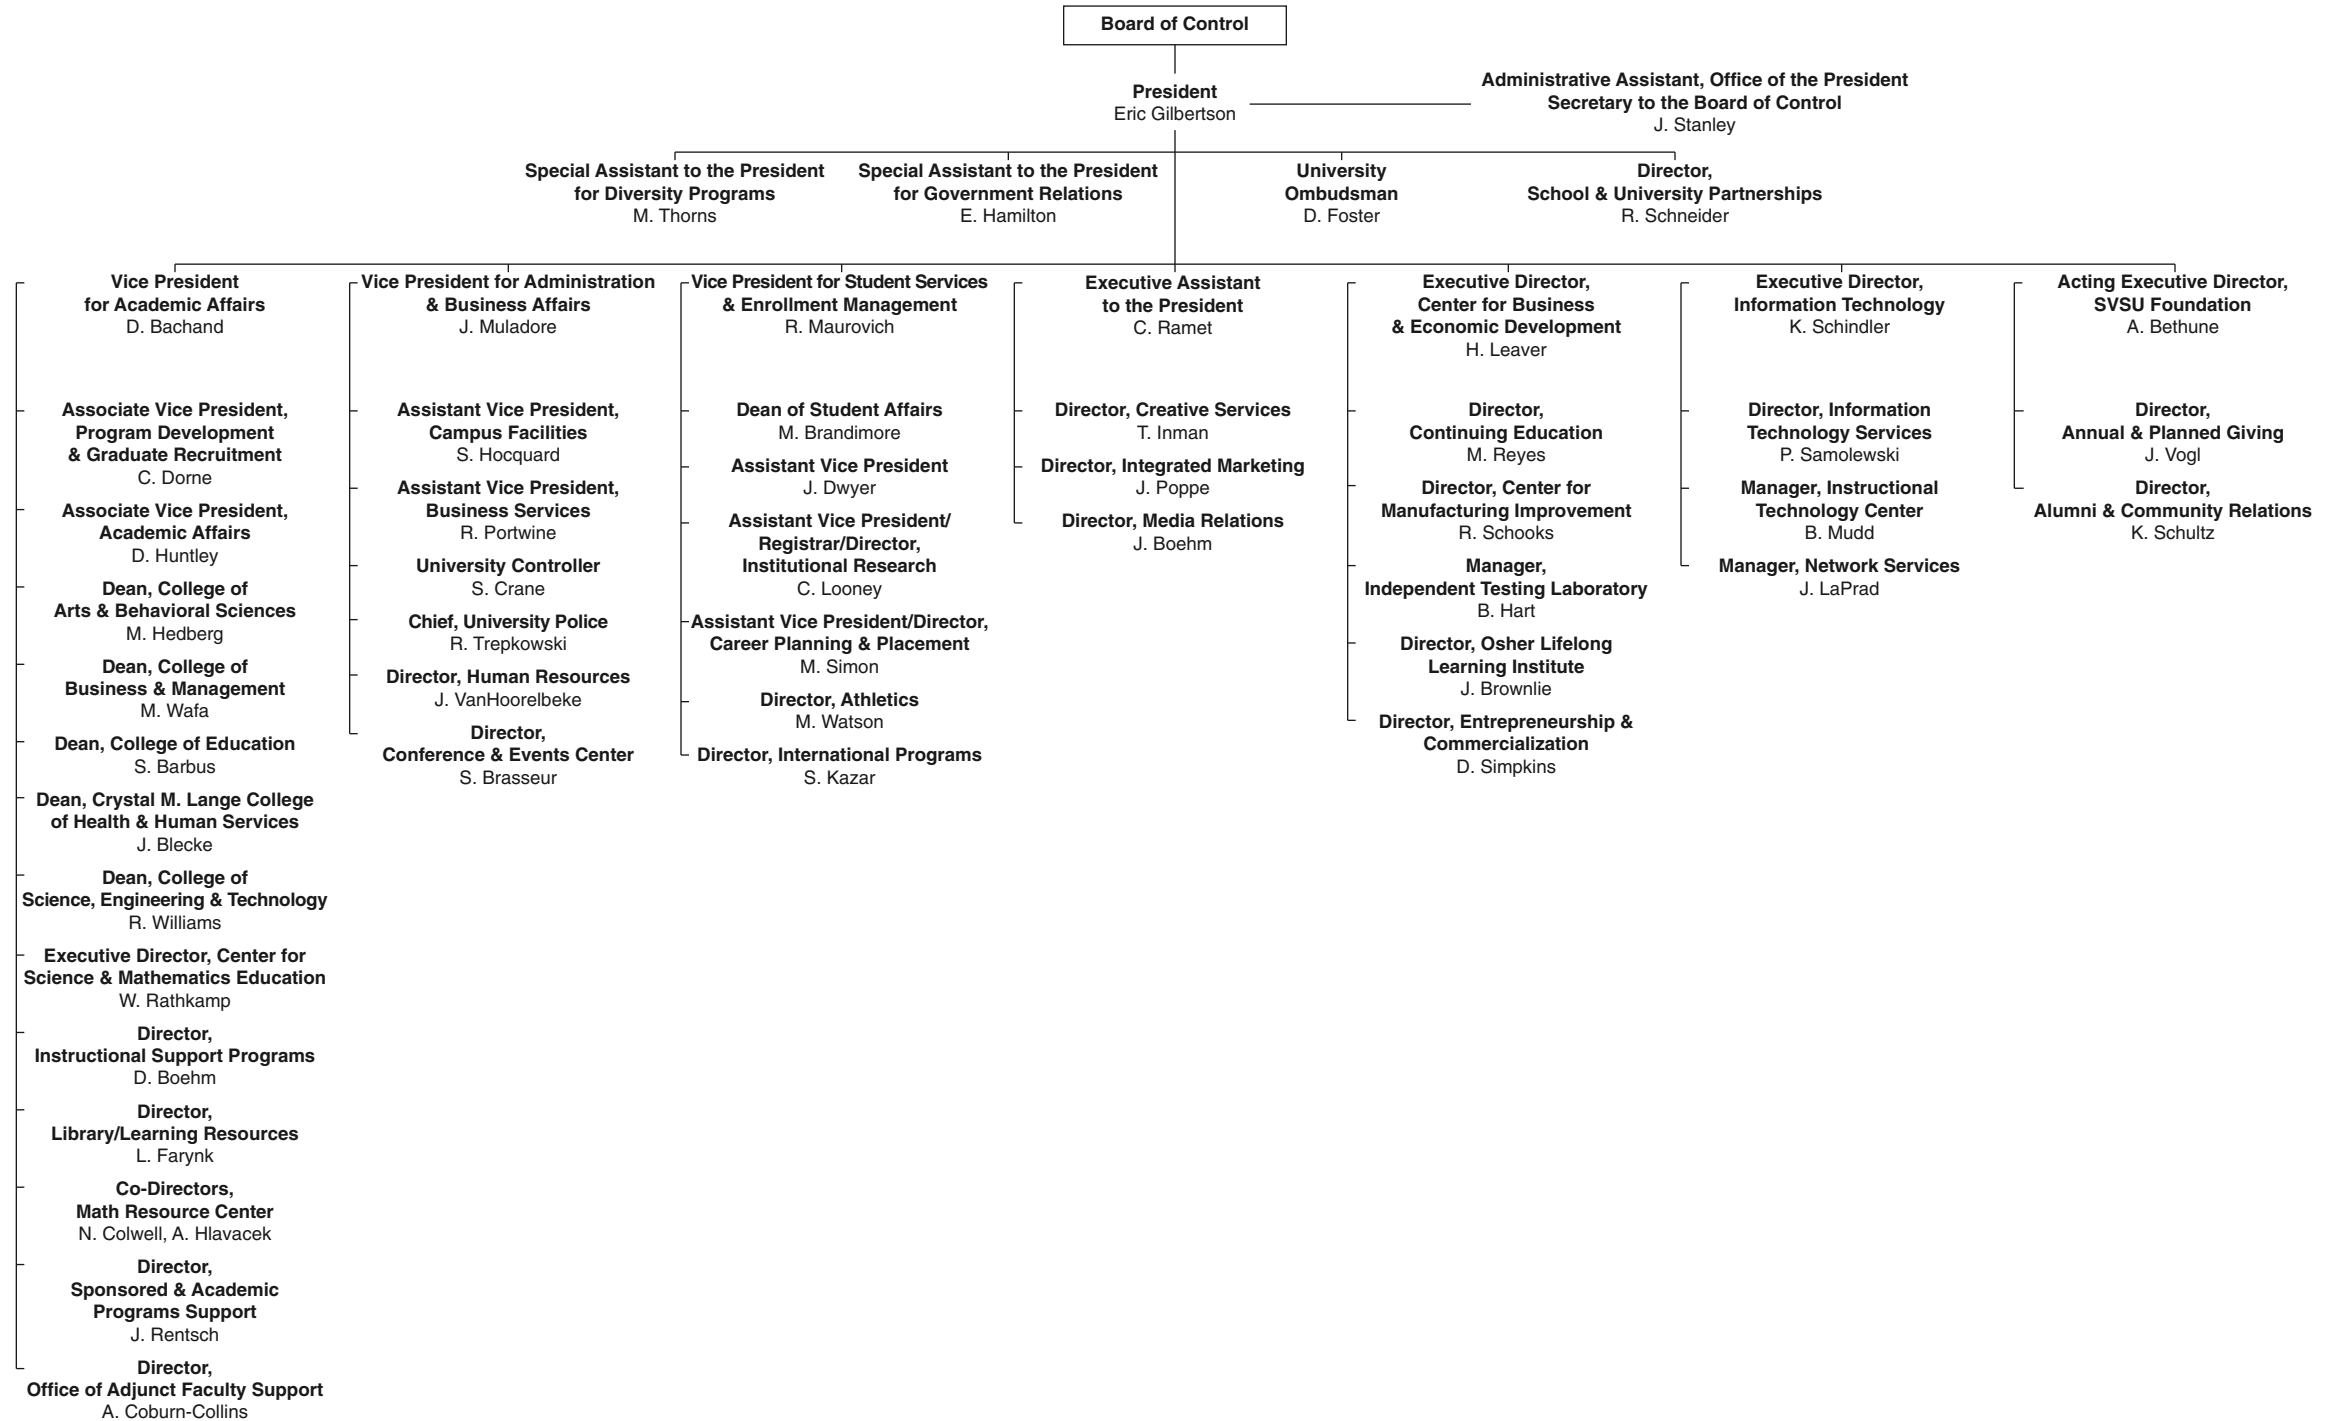 Board of Control
President
Eric Gilbertson
Administrative Assistant, Office of the President
Secretary to the Board of Control
J. Stanley
Special Assistant to the President
for Diversity Programs
M. Thorns
Special Assistant to the President
for Government Relations
E. Hamilton
University
Ombudsman
D. Foster
Director,
School & University Partnerships
R. Schneider
Vice President
for Academic Affairs
D. Bachand
Associate Vice President,
Program Development
& Graduate Recruitment
C. Dorne
Associate Vice President,
Academic Affairs
D. Huntley
Dean, College of
Arts & Behavioral Sciences
M. Hedberg
Dean, College of
Business & Management
M. Wafa
Dean, College of Education
S. Barbus
Dean, Crystal M. Lange College
of Health & Human Services
J. Blecke
Dean, College of
Science, Engineering & Technology
R. Williams
Executive Director, Center for
Science & Mathematics Education
W. Rathkamp
Director,
Instructional Support Programs
D. Boehm
Director,
Library/Learning Resources
L. Farynk
Co-Directors,
Math Resource Center
N. Colwell, A. Hlavacek
Director,
Sponsored & Academic
Programs Support
J. Rentsch
Director,
Office of Adjunct Faculty Support
A. Coburn-Collins
Vice President for Administration
& Business Affairs
J. Muladore
Assistant Vice President,
Campus Facilities
S. Hocquard
Assistant Vice President,
Business Services
R. Portwine
University Controller
S. Crane
Chief, University Police
R. Trepkowski
Director, Human Resources
J. VanHoorelbeke
Director,
Conference & Events Center
S. Brasseur
Vice President for Student Services
& Enrollment Management
R. Maurovich
Dean of Student Affairs
M. Brandimore
Assistant Vice President
J. Dwyer
Assistant Vice President/
Registrar/Director,
Institutional Research
C. Looney
Assistant Vice President/Director,
Career Planning & Placement
M. Simon
Director, Athletics
M. Watson
Director, International Programs
S. Kazar
Executive Assistant
to the President
C. Ramet
Director, Creative Services
T. Inman
Director, Integrated Marketing
J. Poppe
Director, Media Relations
J. Boehm
Executive Director,
Center for Business
& Economic Development
H. Leaver
Director,
Continuing Education
M. Reyes
Director, Center for
Manufacturing Improvement
R. Schooks
Manager,
Independent Testing Laboratory
B. Hart
Director, Osher Lifelong
Learning Institute
J. Brownlie
Director, Entrepreneurship &
Commercialization
D. Simpkins
Executive Director,
Information Technology
K. Schindler
Director, Information
Technology Services
P. Samolewski
Manager, Instructional
Technology Center
B. Mudd
Manager, Network Services
J. LaPrad
Acting Executive Director,
SVSU Foundation
A. Bethune
Director,
Annual & Planned Giving
J. Vogl
Director,
Alumni & Community Relations
K. Schultz